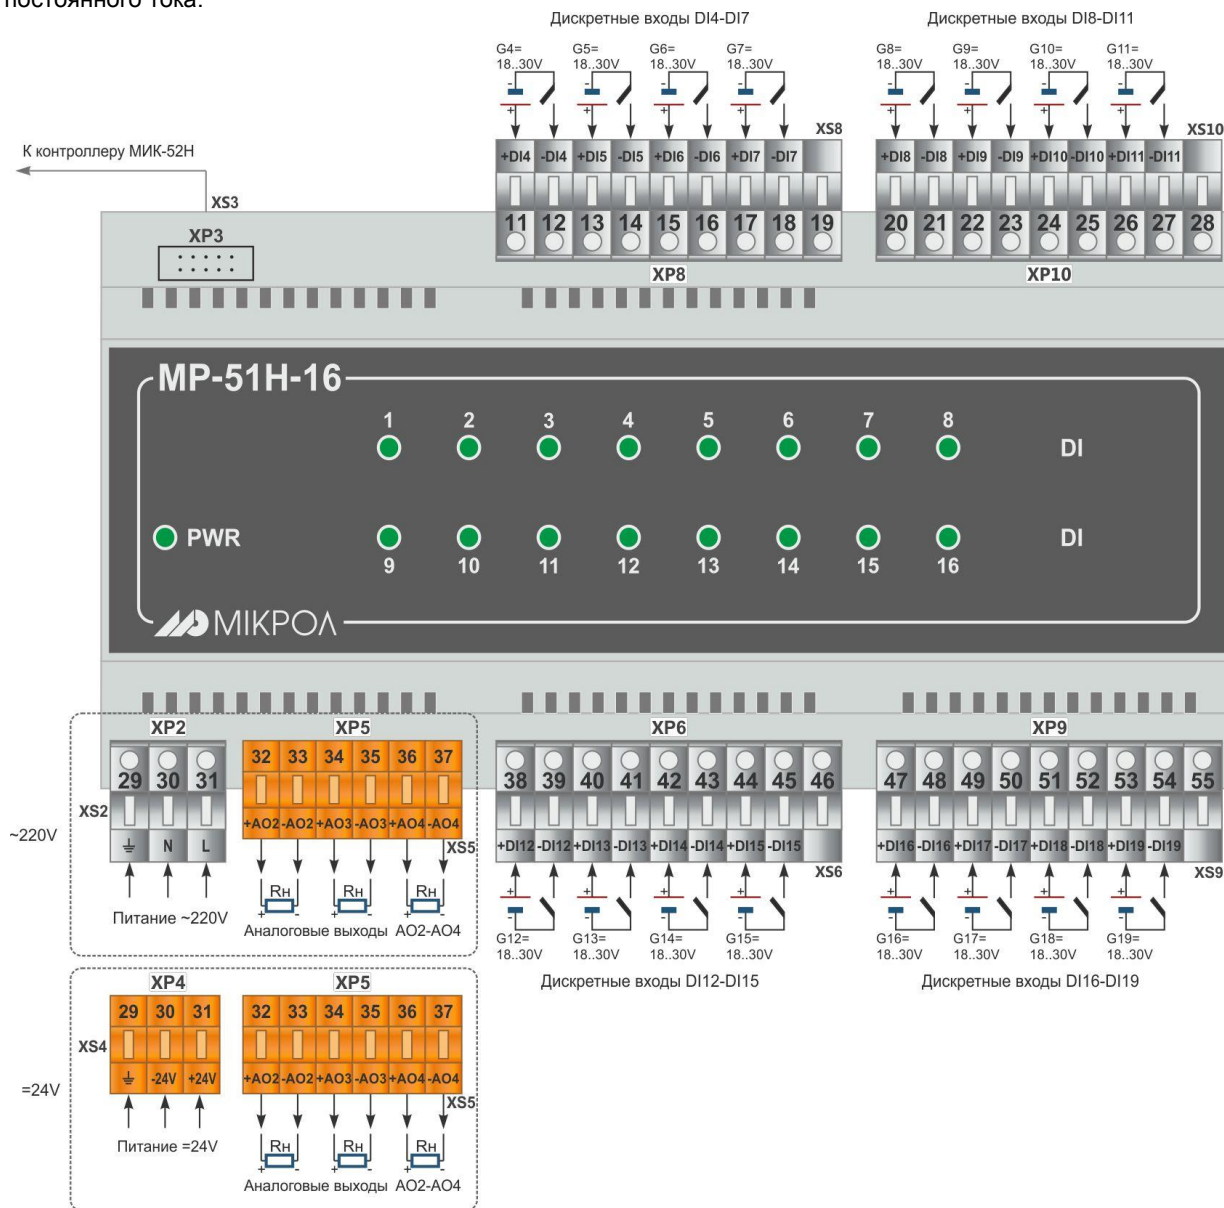 постоянного тока.
Дискретные входы DI4-DI7
Дискретные входы DI8-DI11
G4= G5= G6= G7=
18..30V 18..30V 18..30V 18..30V
G8= G9= G10= G11=
18..30V 18..30V 18..30V 18..30V
- - - -
- - - -
+ + + +
+ + + +
XS8
XS10
К контроллеру МИК-52Н
+DI4 -DI4 +DI5 -DI5 +DI6 -DI6 +DI7 -DI7
+DI8 -DI8 +DI9 -DI9 +DI10 -DI10 +DI11 -DI11
XS3
11 12 13 14 15 16 17 18 19
20 21 22 23 24 25 26 27 28
XP3
XP8
XP10
МР-51Н-16
1 2 3 4 5 6 7 8
DI
PWR
DI
9 10 11 12 13 14 15 16
МІКРОЛ
XP2
XP5
XP6
XP9
29 30 31
32 33 34 35 36 37
38 39 40 41 42 43 44 45 46
47 48 49 50 51 52 53 54 55
XS2
~220V
N L
+AO2 -AO2 +AO3 -AO3 +AO4 -AO4
XS5
+DI12 -DI12 +DI13 -DI13 +DI14 -DI14 +DI15 -DI15
XS6
+DI16 -DI16 +DI17 -DI17 +DI18 -DI18 +DI19 -DI19
XS9
Питание ~220V
Rн Rн Rн
+ - + - + -
Аналоговые выходы AO2-AO4
+ + + +
+ + + +
- - - -
- - - -
G12= G13= G14= G15=
18..30V 18..30V 18..30V 18..30V
G16= G17= G18= G19=
18..30V 18..30V 18..30V 18..30V
Дискретные входы DI12-DI15
Дискретные входы DI16-DI19
XP4
XP5
29 30 31
32 33 34 35 36 37
XS4
=24V
-24V +24V
+AO2 -AO2 +AO3 -AO3 +AO4 -AO4
XS5
Питание =24V
Rн Rн Rн
+ - + - + -
Аналоговые выходы AO2-AO4